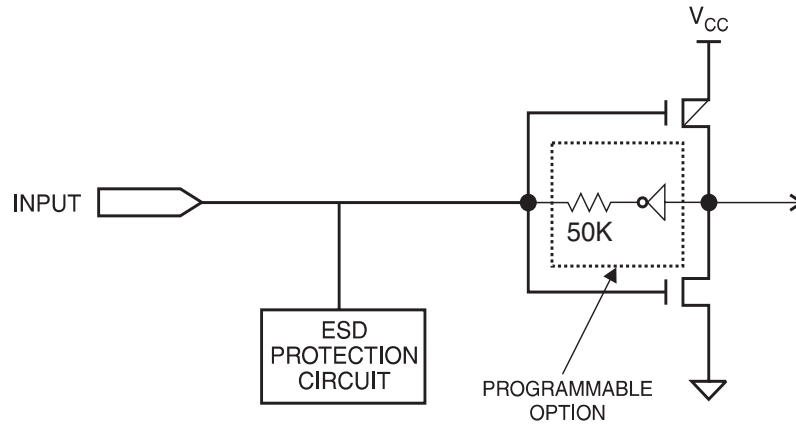 VCC
INPUT
50K
ESD
PROTECTION
CIRCUIT
PROGRAMMABLE
OPTION